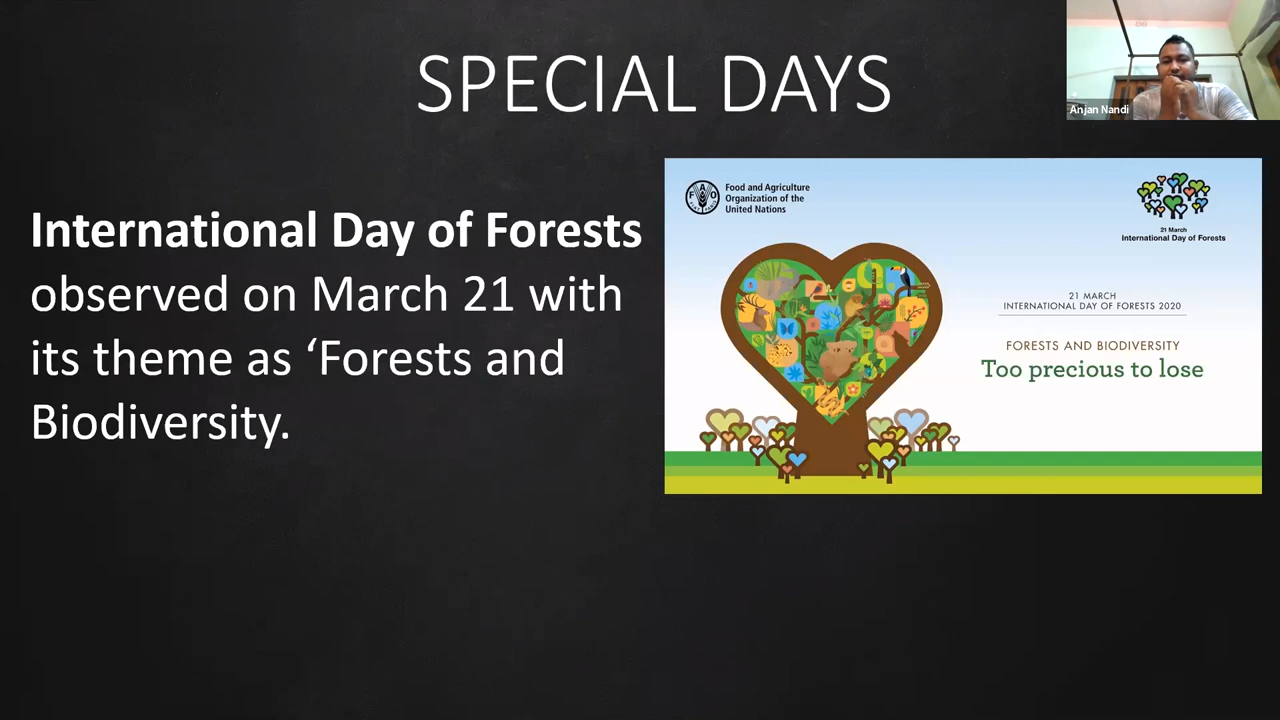 SPECIAL DAYS
Anjan Nandi
International Day of Forests
observed on March 21 with
its theme as ‘Forests and
Biodiversity.
Food and Agriculture
Organization of the
United Nations
21 March
International Day of Forests
21 MARCH
INTERNATIONAL DAY OF FORESTS 2020
FORESTS AND BIODIVERSITY
Too precious to lose